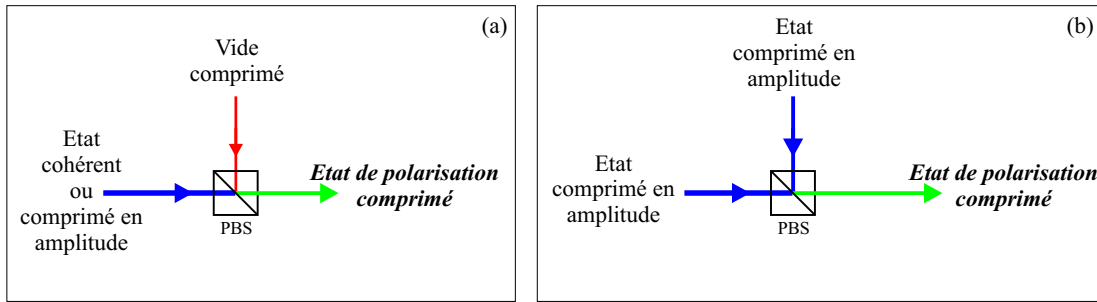 (a)
Vide
comprimé
Etat
cohérent
ou
comprimé en
amplitude
PBS
Etat de polarisation
comprimé
(b)
Etat
comprimé en
amplitude
Etat
comprimé en
amplitude
PBS
Etat de polarisation
comprimé